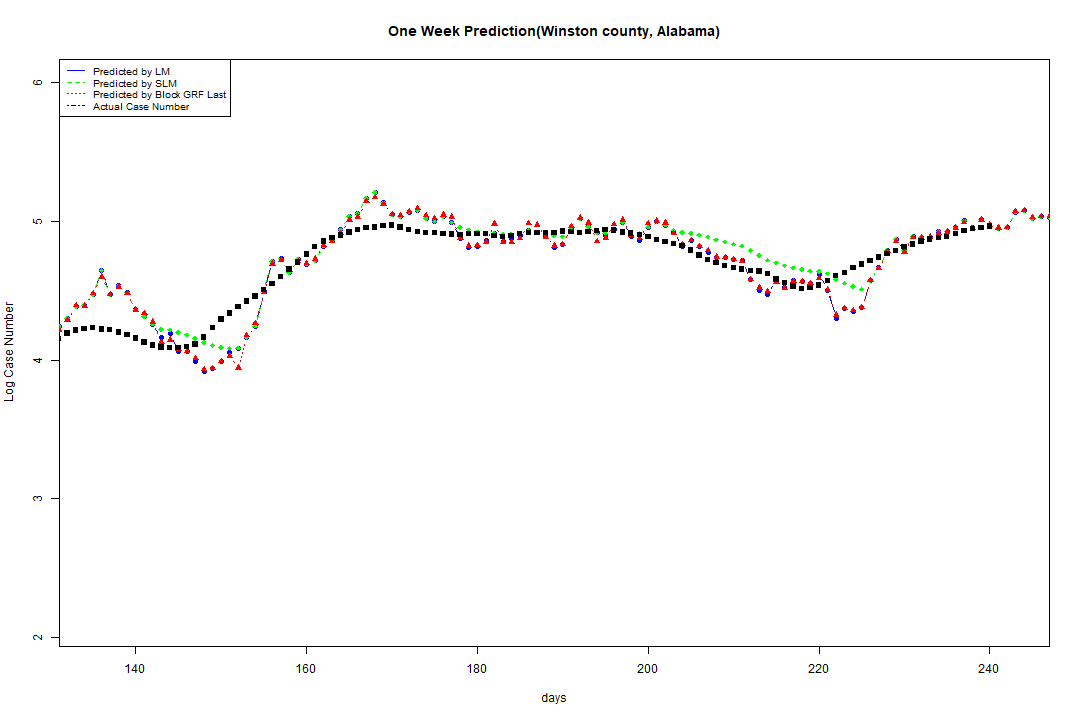 One Week Prediction(Winston county, Alabama)
Predicted by LM
Predicted by SLM
Predicted by Block GRF Last
Actual Case Number
6
5
4
3
2
Log Case Number
140 160 180 200 220 240
days